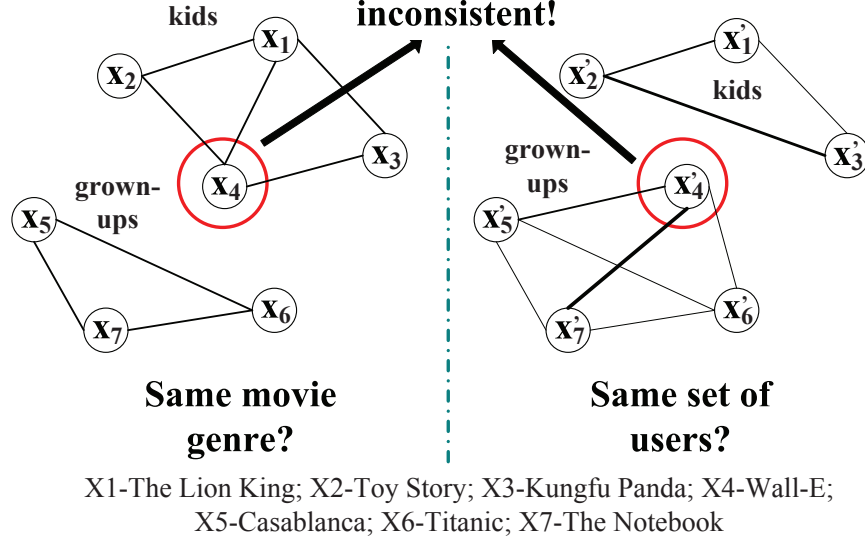 inconsistent!
kids
x1
x2
x3
x4
grown-
ups
x5
x6
x7
x'1
x'2
kids
x'3
grown-
ups
x'4
x'5
x'6
x'7
Same movie
genre?
Same set of
users?
X1-The Lion King; X2-Toy Story; X3-Kungfu Panda; X4-Wall-E;
X5-Casablanca; X6-Titanic; X7-The Notebook